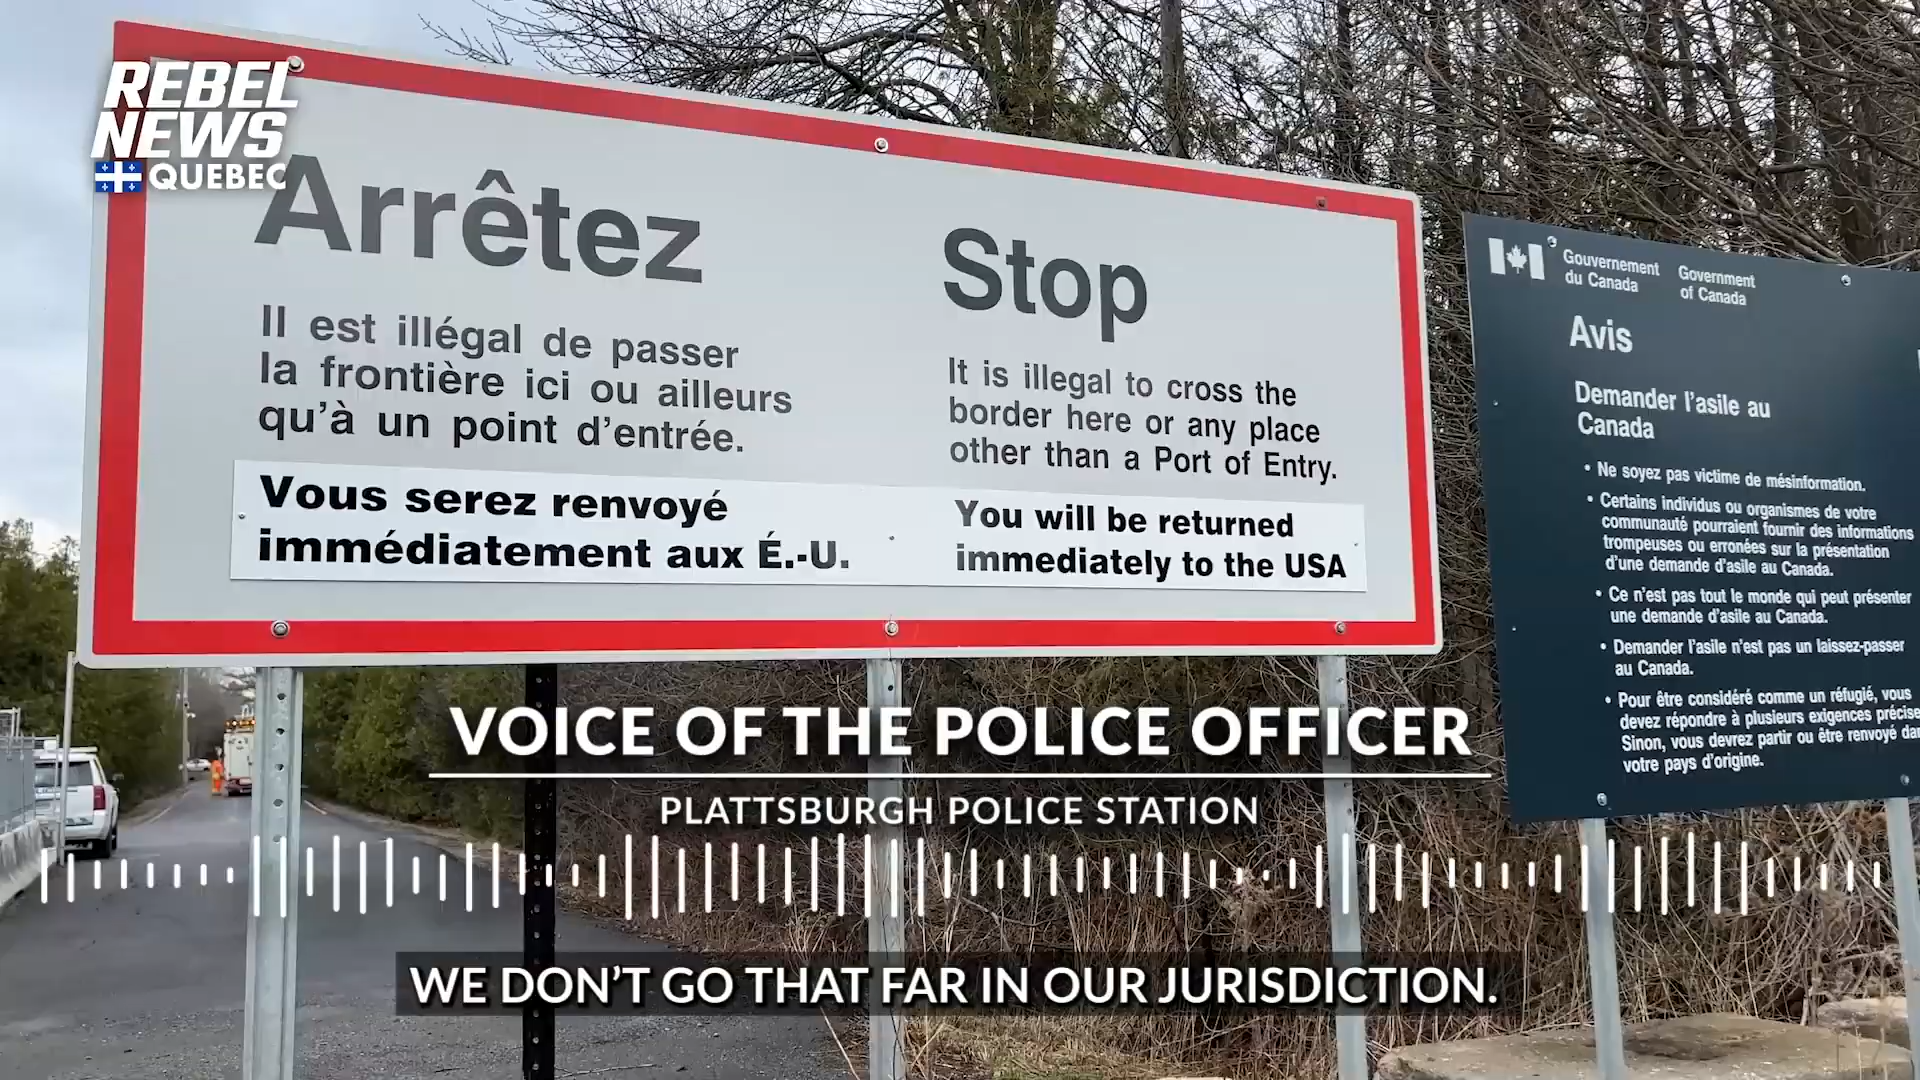 REBEL
NEWS
QUEBEC
Arrêtez
Il est illégal de passer
la frontière ici ou ailleurs
qu'à un point d'entrée.
Vous serez renvoyé
immédiatement aux É.-U.
Stop
It is illegal to cross the
border here or any place
other than a Port of Entry.
You will be returned
immediately to the USA
Gouvernement
du Canada
Government
of Canada
Avis
Demander l'asile au
Canada
• Ne soyez pas victime de mésinformation.
• Certains individus ou organismes de votre
communauté pourraient fournir des informations
trompeuses ou erronées sur la présentation
d'une demande d'asile au Canada.
• Ce n'est pas tout le monde qui peut présenter
une demande d'asile au Canada.
• Demander l'asile n'est pas un laissez-passer
au Canada.
• Pour être considéré comme un réfugié, vous
devez répondre à plusieurs exigences
Sinon, vous devrez partir ou être renvoyé
votre pays d'origine.
VOICE OF THE POLICE OFFICER
PLATTSBURGH POLICE STATION
WE DON'T GO THAT FAR IN OUR JURISDICTION.